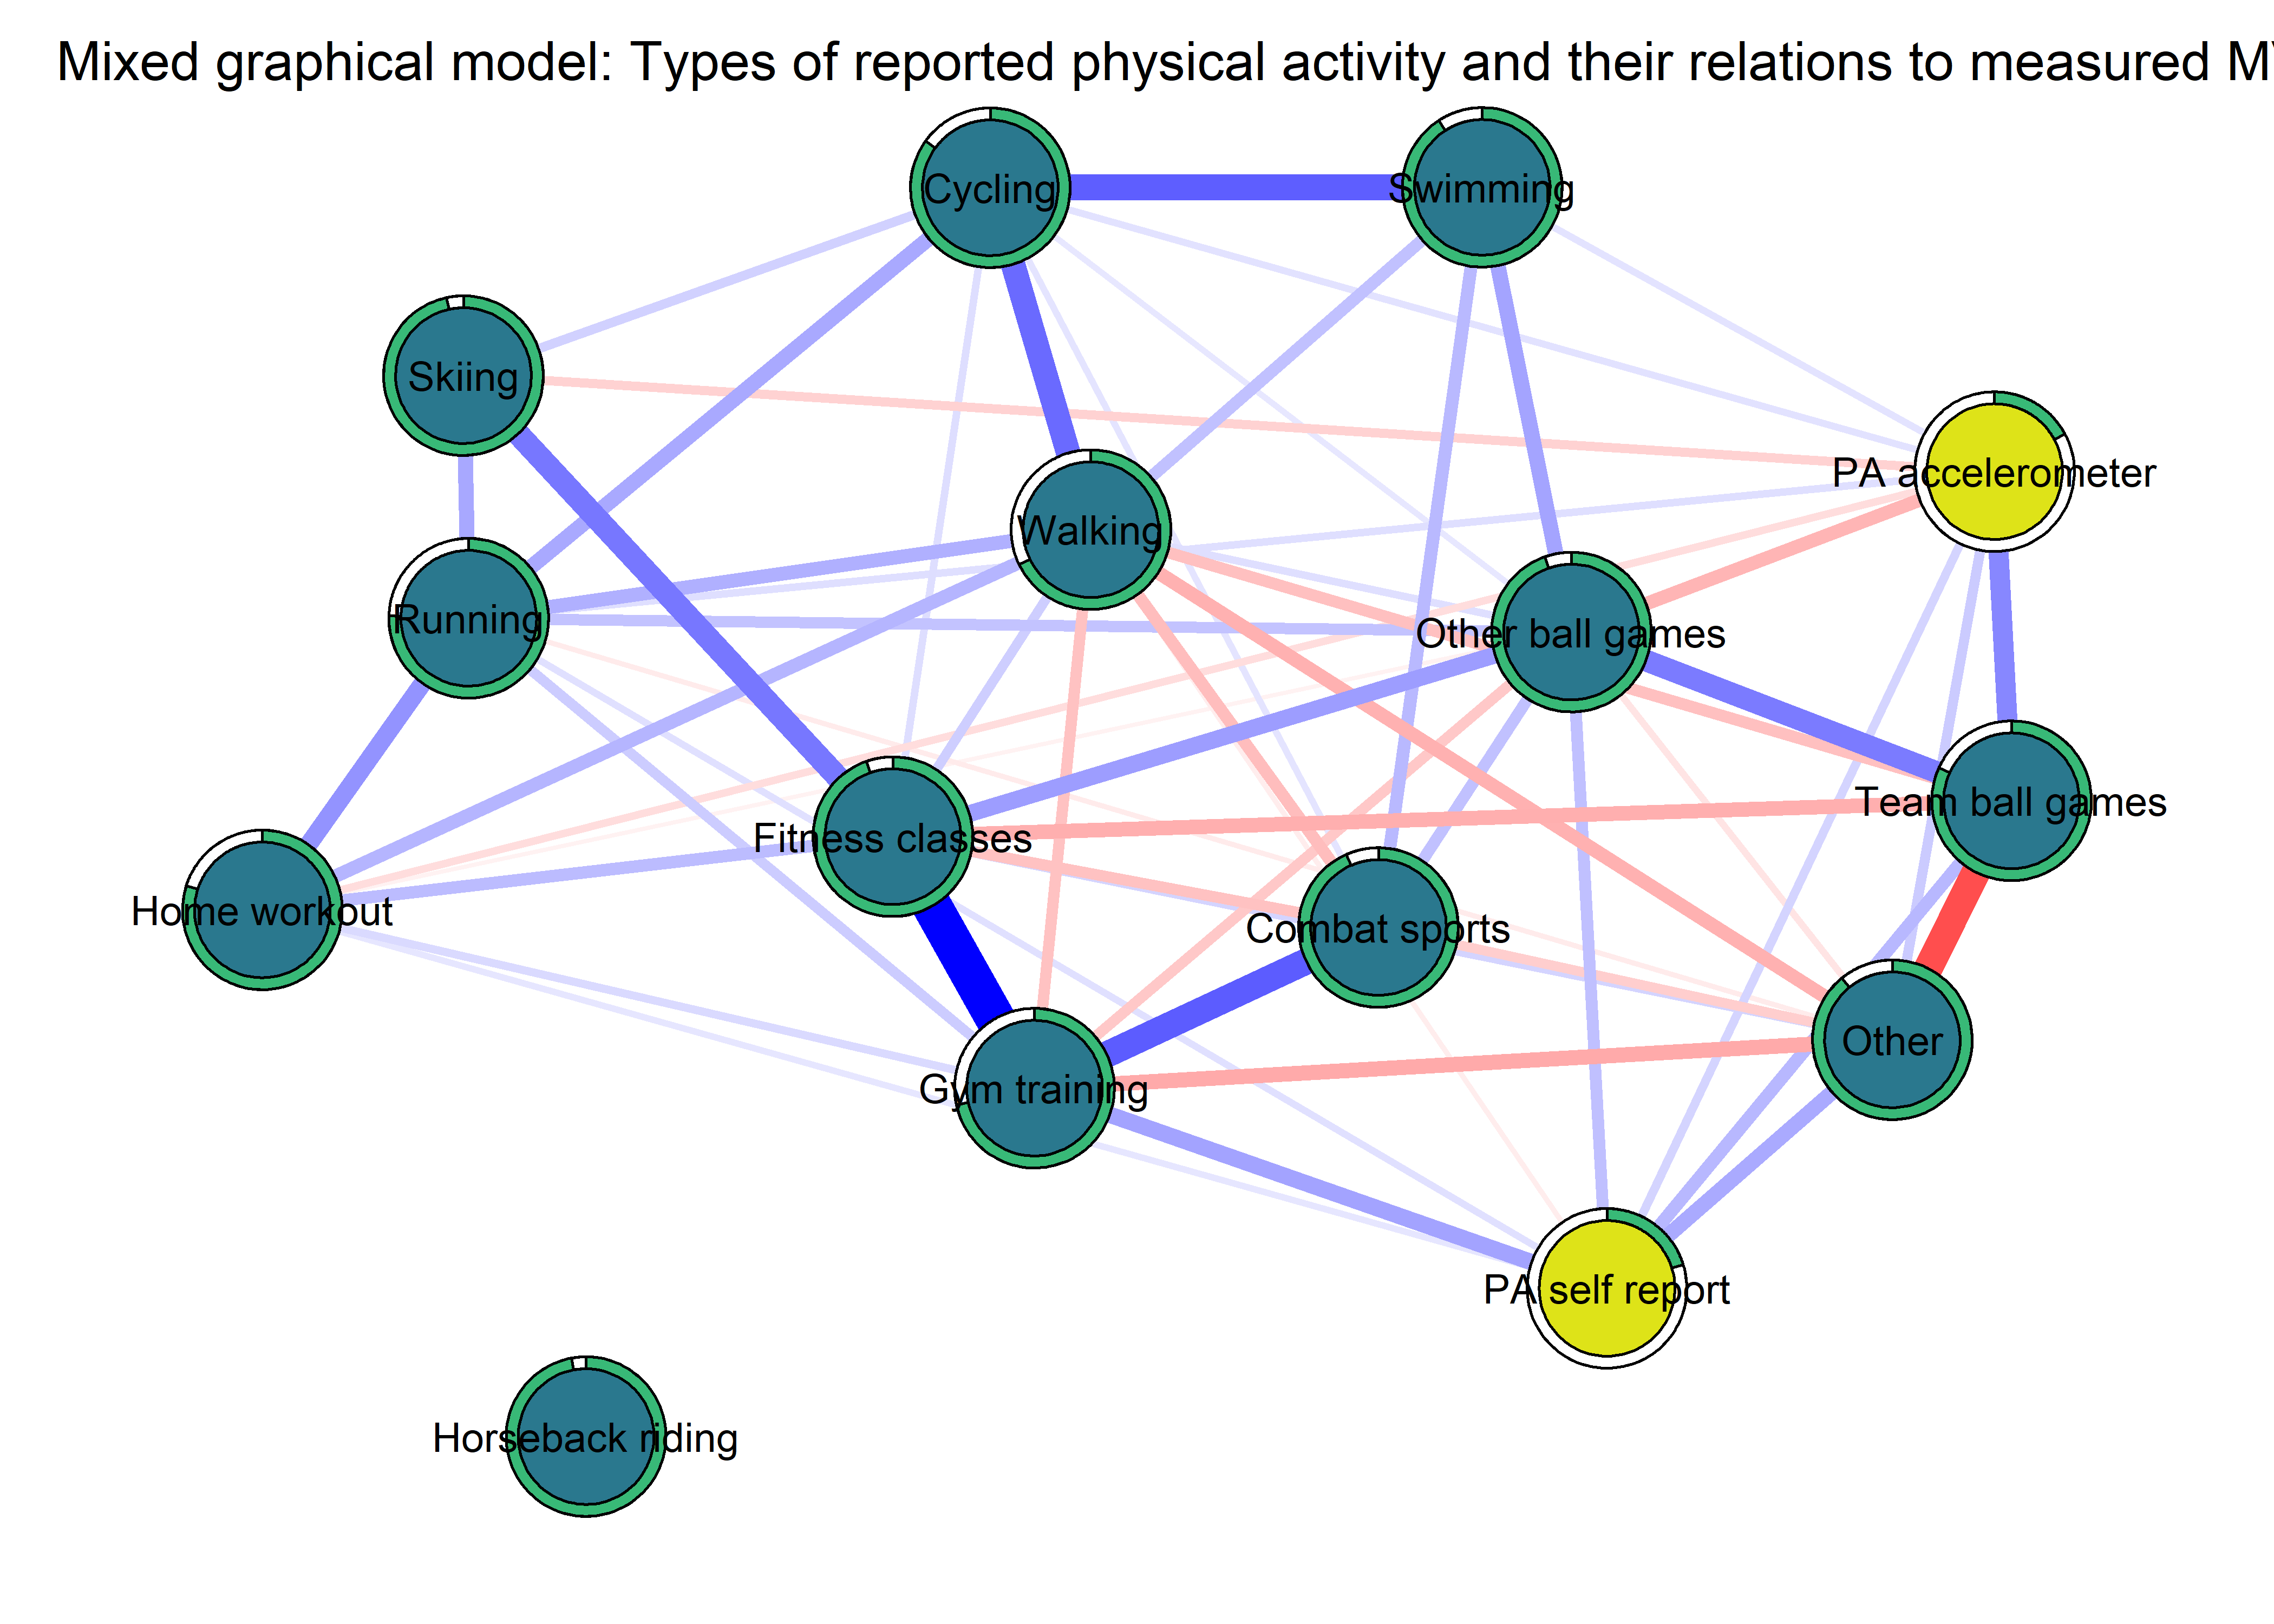 Mixed graphical model: Types of reported physical activity and their relations to measured M
Cycling
Swimming
Skiing
PA accelerometer
Walking
Running
Other ball games
Team ball games
Fitness classes
Home workout
Combat sports
Other
Gym training
PA self report
Horseback riding